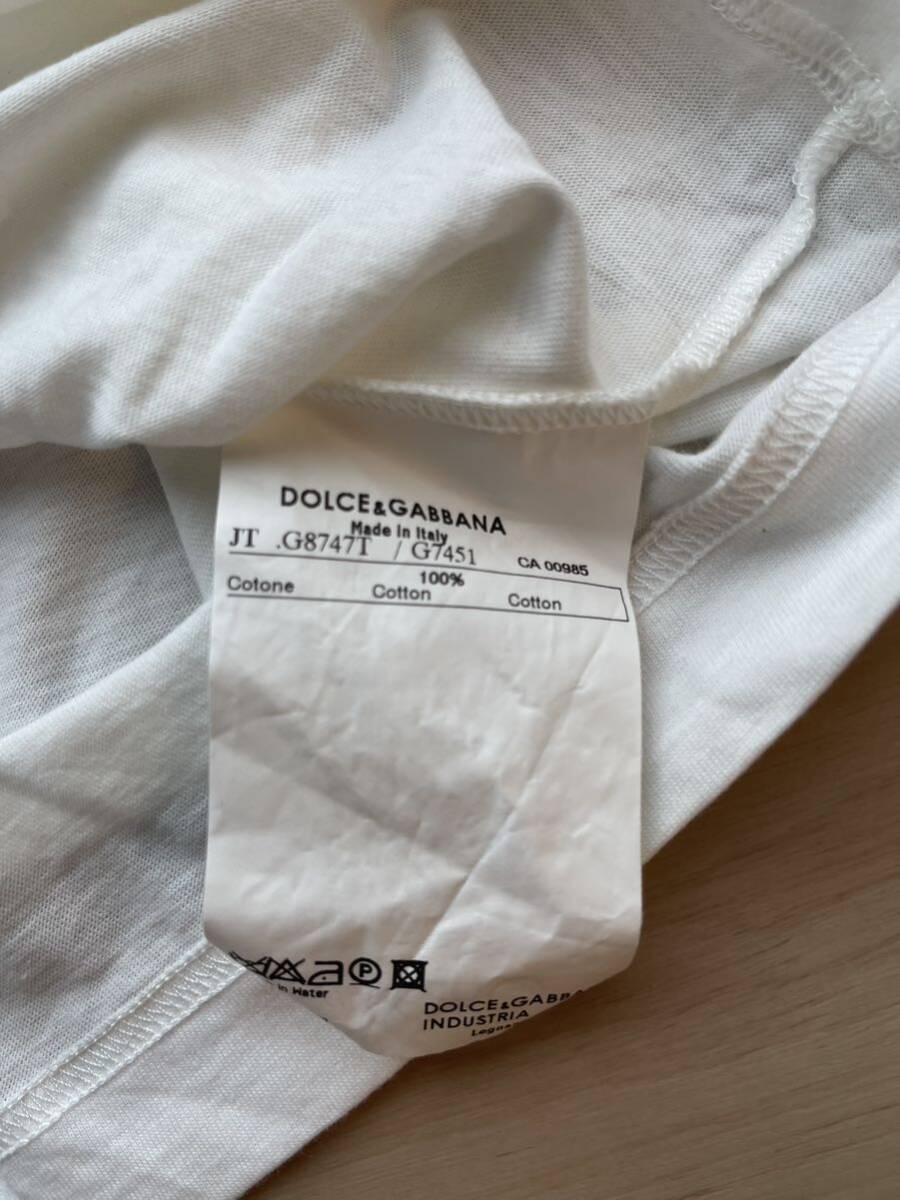 DOLCE&GABBANA
Made in Italy
JT .G8747T / G7451 CA 00985
100%
Cotone Cotton Cotton
P
in Water
DOLCE&GABBA
INDUSTRIA